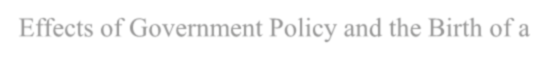 Effects of Government Policy and the Birth of a